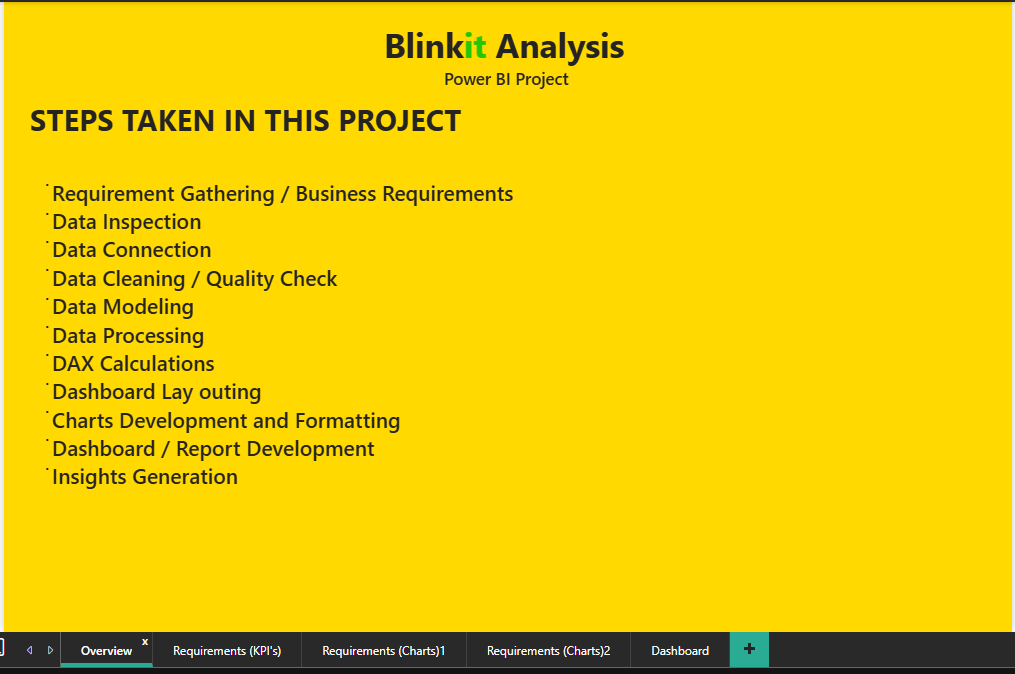 Blinkit Analysis
Power BI Project
STEPS TAKEN IN THIS PROJECT
˙Requirement Gathering / Business Requirements
˙Data Inspection
˙Data Connection
˙Data Cleaning / Quality Check
˙Data Modeling
˙Data Processing
˙DAX Calculations
˙Dashboard Lay outing
˙Charts Development and Formatting
˙Dashboard / Report Development
˙Insights Generation
Overview x Requirements (KPI's) Requirements (Charts)1 Requirements (Charts)2 Dashboard +